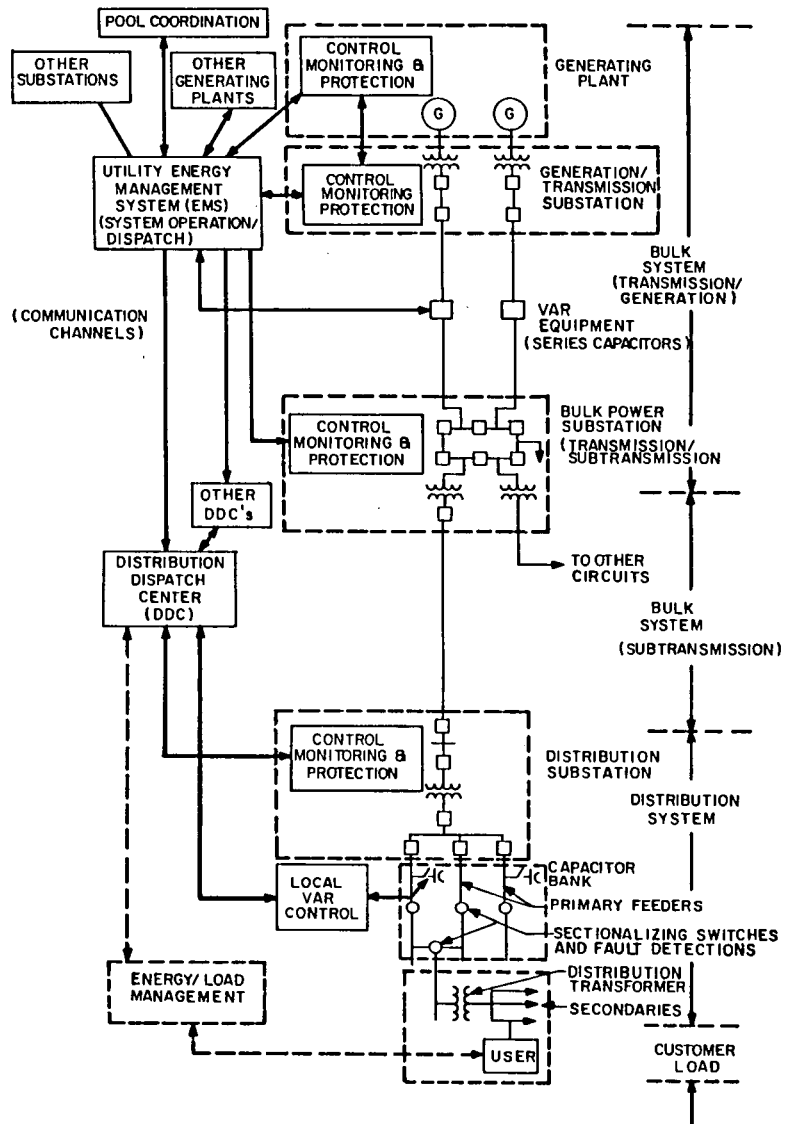 POOL COORDINATION
OTHER
SUBSTATIONS
OTHER
GENERATING
PLANTS
CONTROL
MONITORING &
PROTECTION
G
G
GENERATING
PLANT
UTILITY ENERGY
MANAGEMENT
SYSTEM (EMS)
(SYSTEM OPERATION/
DISPATCH)
CONTROL
MONITORING
PROTECTION
GENERATION/
TRANSMISSION
SUBSTATION
BULK
SYSTEM
(TRANSMISSION/
GENERATION)
(COMMUNICATION
CHANNELS)
VAR
EQUIPMENT
(SERIES CAPACITORS)
CONTROL
MONITORING &
PROTECTION
BULK POWER
SUBSTATION
(TRANSMISSION/
SUBTRANSMISSION
OTHER
DDC's
DISTRIBUTION
DISPATCH
CENTER
(DDC)
TO OTHER
CIRCUITS
BULK
SYSTEM
(SUBTRANSMISSION)
CONTROL
MONITORING &
PROTECTION
DISTRIBUTION
SUBSTATION
DISTRIBUTION
SYSTEM
LOCAL
VAR
CONTROL
CAPACITOR
BANK
PRIMARY FEEDERS
SECTIONALIZING SWITCHES
AND FAULT DETECTIONS
ENERGY/LOAD
MANAGEMENT
DISTRIBUTION
TRANSFORMER
SECONDARIES
USER
CUSTOMER
LOAD